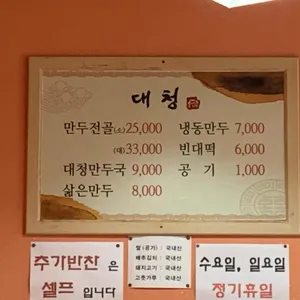 대청
만두전골(소) 25,000 냉동만두 7,000
(대) 33,000 빈대떡 6,000
대청만두국 9,000 공기 1,000
삶은만두 8,000
추가반찬은
셀프입니다
쌀(공기) : 국내산
배추김치 : 국내산
돼지고기 : 국내산
고춧가루 : 국내산
수요일, 일요일
정기휴일